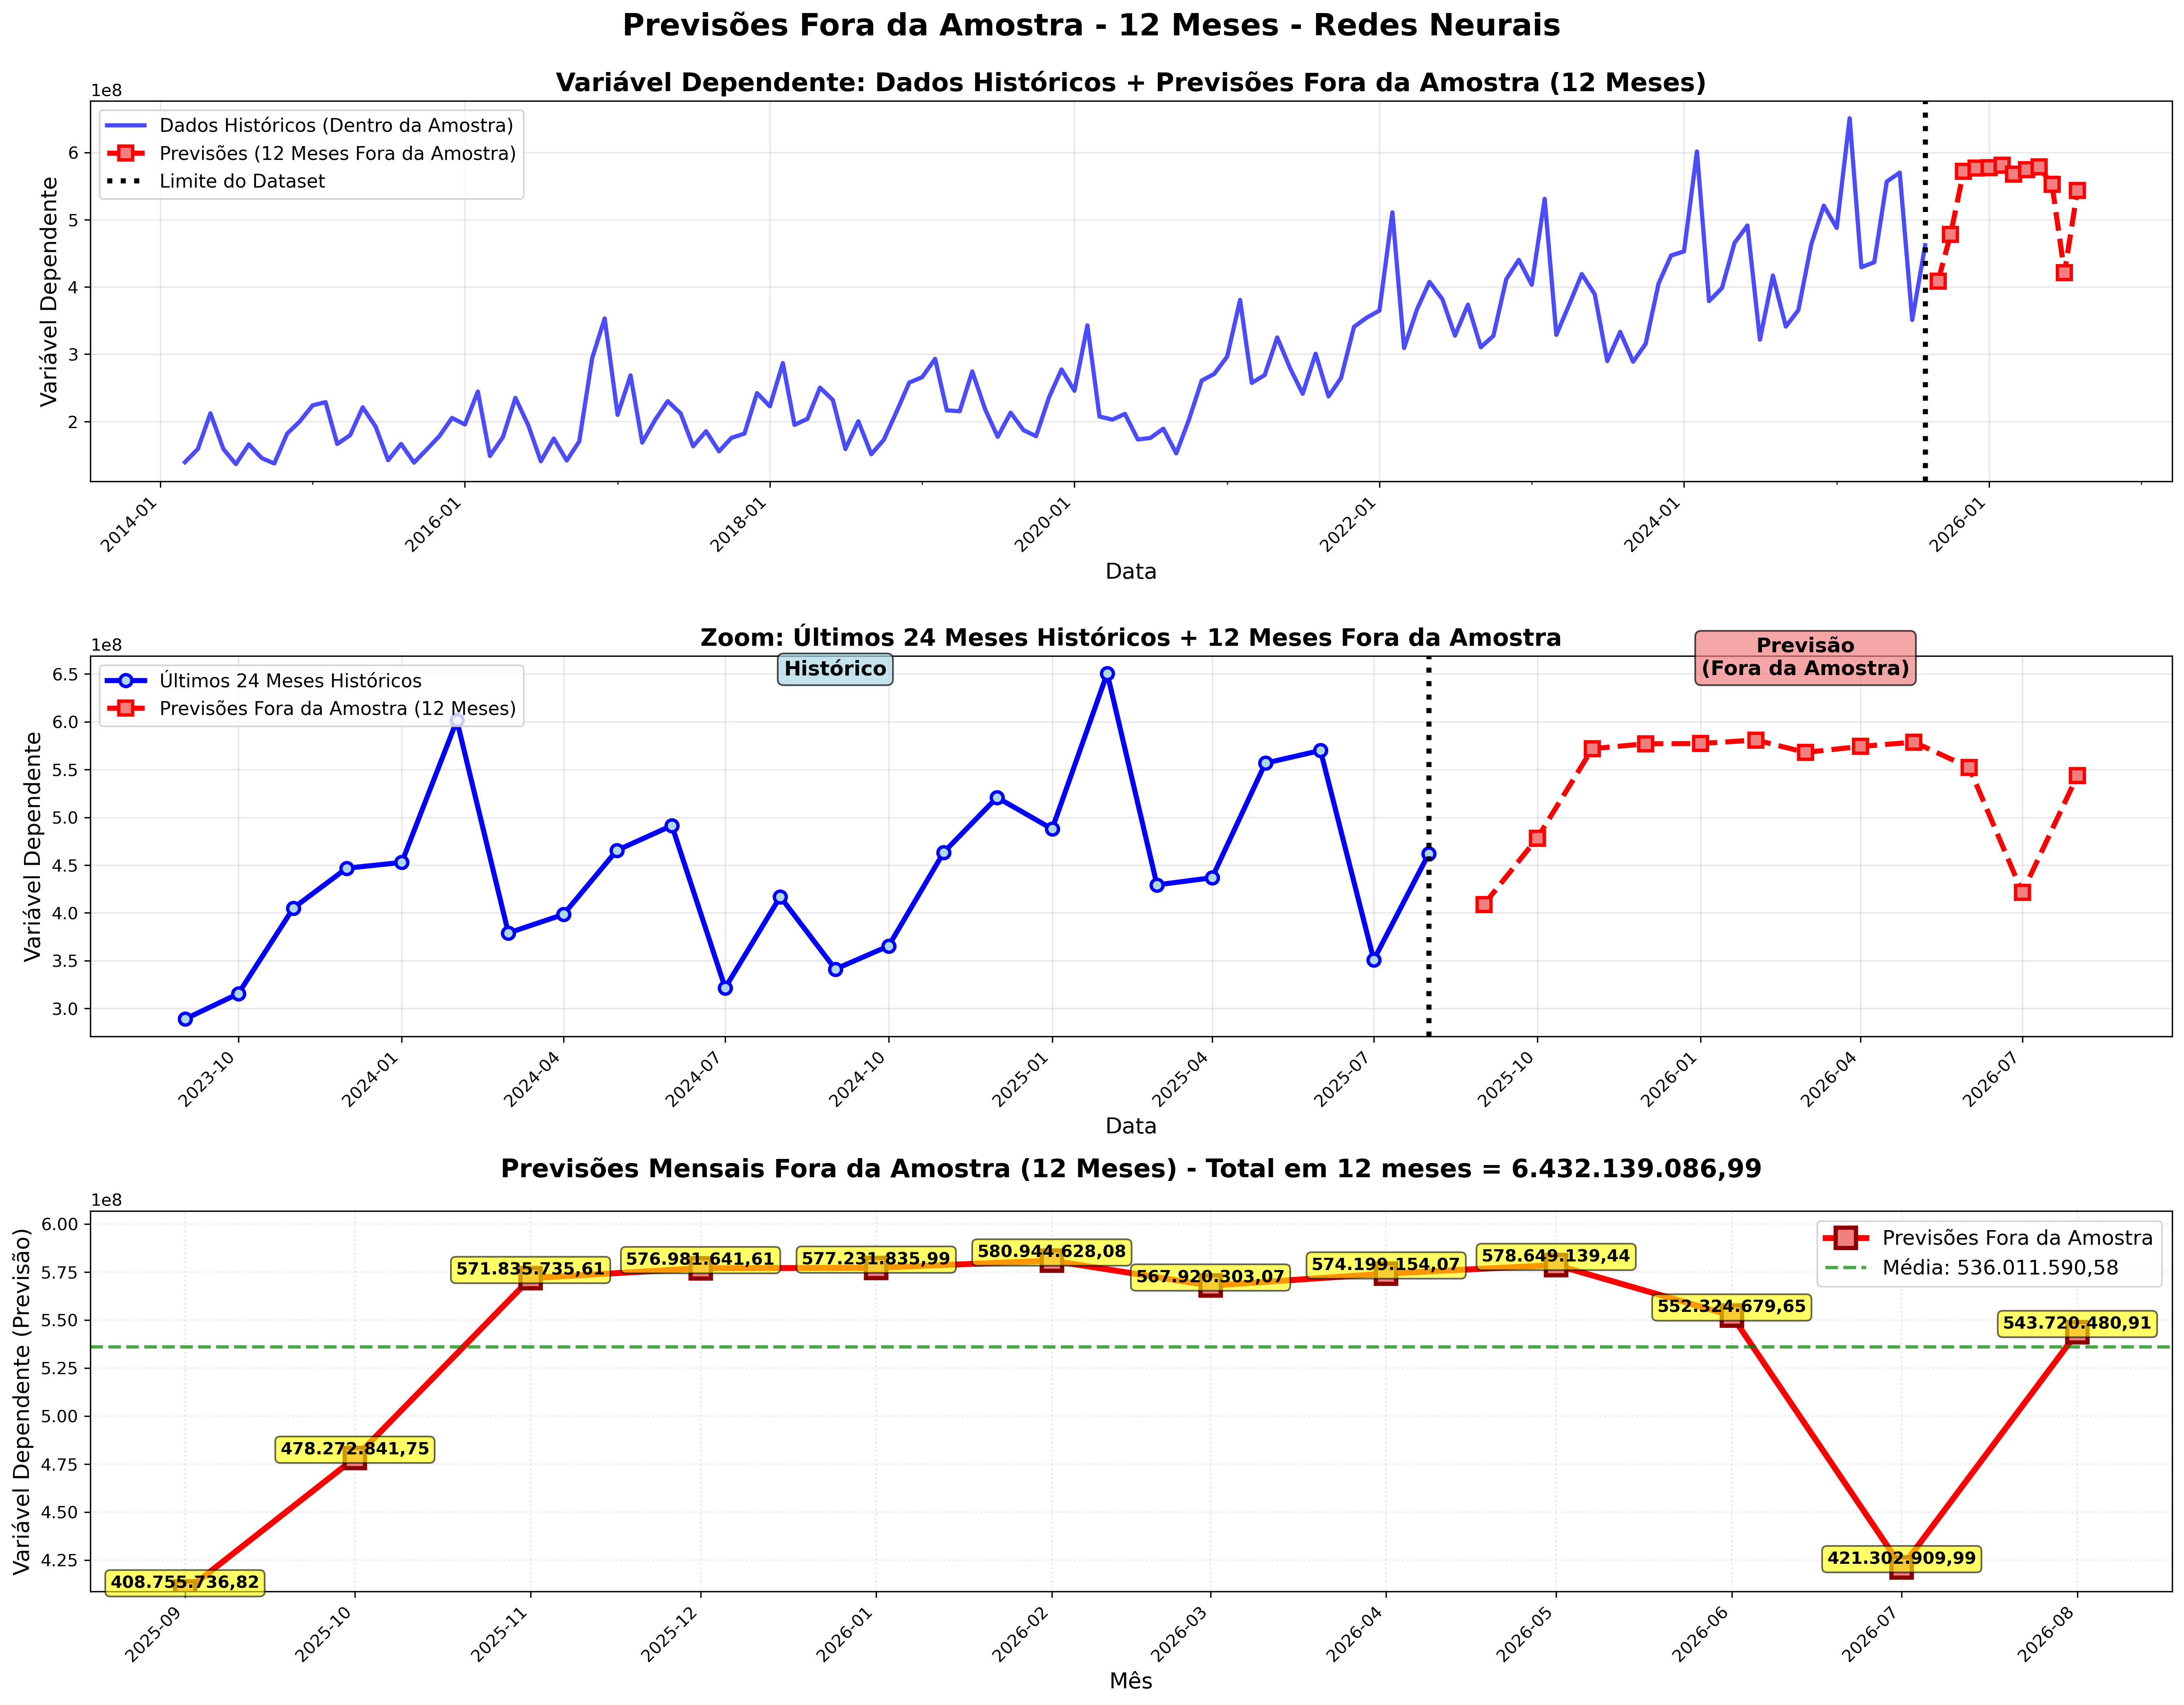 Previsões Fora da Amostra - 12 Meses - Redes Neurais
Variável Dependente: Dados Históricos + Previsões Fora da Amostra (12 Meses)
1e8
Dados Históricos (Dentro da Amostra)
Previsões (12 Meses Fora da Amostra)
Limite do Dataset
Variável Dependente
6
5
4
3
2
2014-01
2016-01
2018-01
2020-01
2022-01
2024-01
2026-01
Data
Zoom: Últimos 24 Meses Históricos + 12 Meses Fora da Amostra
1e8
Últimos 24 Meses Históricos
Previsões Fora da Amostra (12 Meses)
Histórico
Previsão
(Fora da Amostra)
Variável Dependente
6.5
6.0
5.5
5.0
4.5
4.0
3.5
3.0
2023-10
2024-01
2024-04
2024-07
2024-10
2025-01
2025-04
2025-07
2025-10
2026-01
2026-04
2026-07
Data
Previsões Mensais Fora da Amostra (12 Meses) - Total em 12 meses = 6.432.139.086,99
1e8
Previsões Fora da Amostra
Média: 536.011.590,58
Variável Dependente (Previsão)
6.00
5.75
5.50
5.25
5.00
4.75
4.50
4.25
408.755.736,82
478.272.841,75
571.835.735,61
576.981.641,61
577.231.835,99
580.944.628,08
567.920.303,07
574.199.154,07
578.649.139,44
552.324.679,65
421.302.909,99
543.720.480,91
2025-09
2025-10
2025-11
2025-12
2026-01
2026-02
2026-03
2026-04
2026-05
2026-06
2026-07
2026-08
Mês